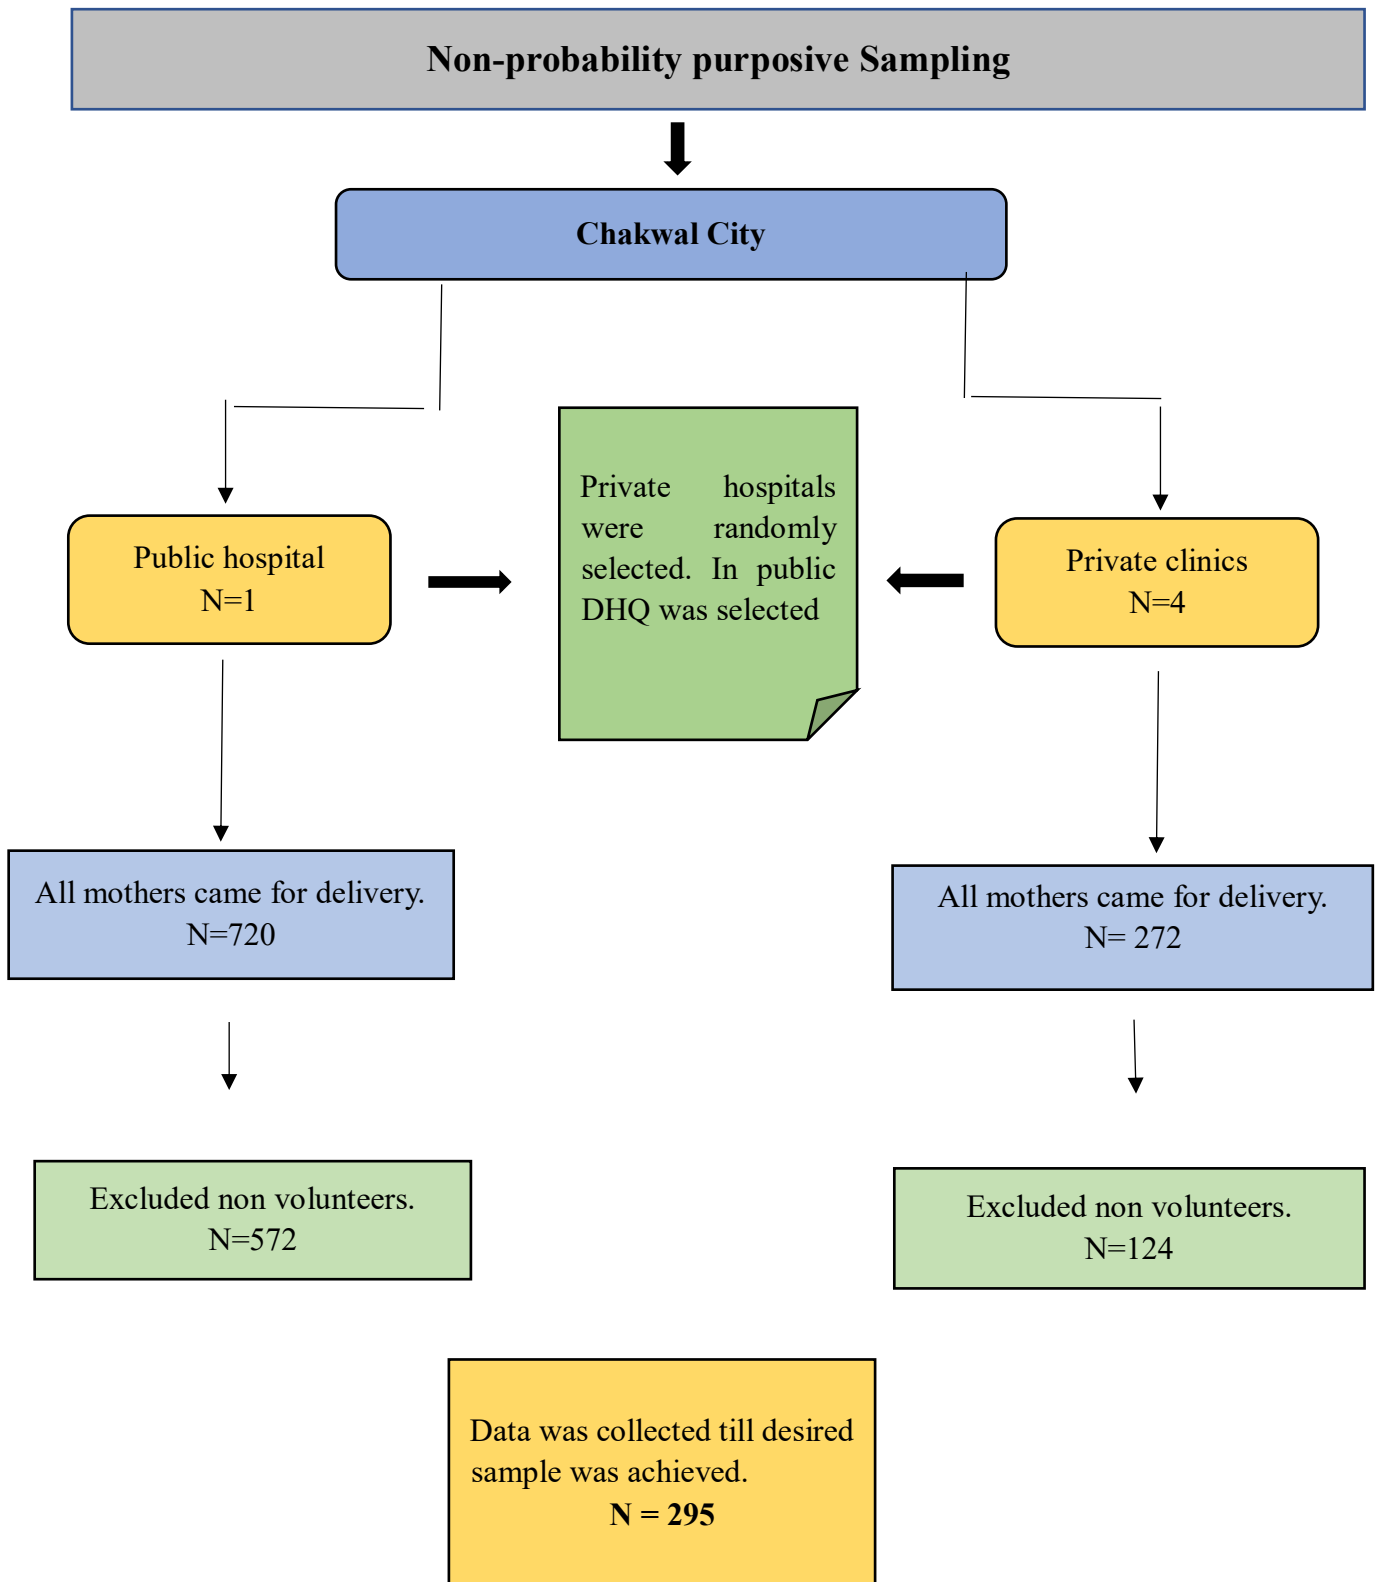 Non-probability purposive Sampling
Chakwal City
Public hospital
N=1
Private hospitals
were randomly
selected. In public
DHQ was selected
Private clinics
N=4
All mothers came for delivery.
N=720
All mothers came for delivery.
N= 272
Excluded non volunteers.
N=572
Excluded non volunteers.
N=124
Data was collected till desired
sample was achieved.
N = 295